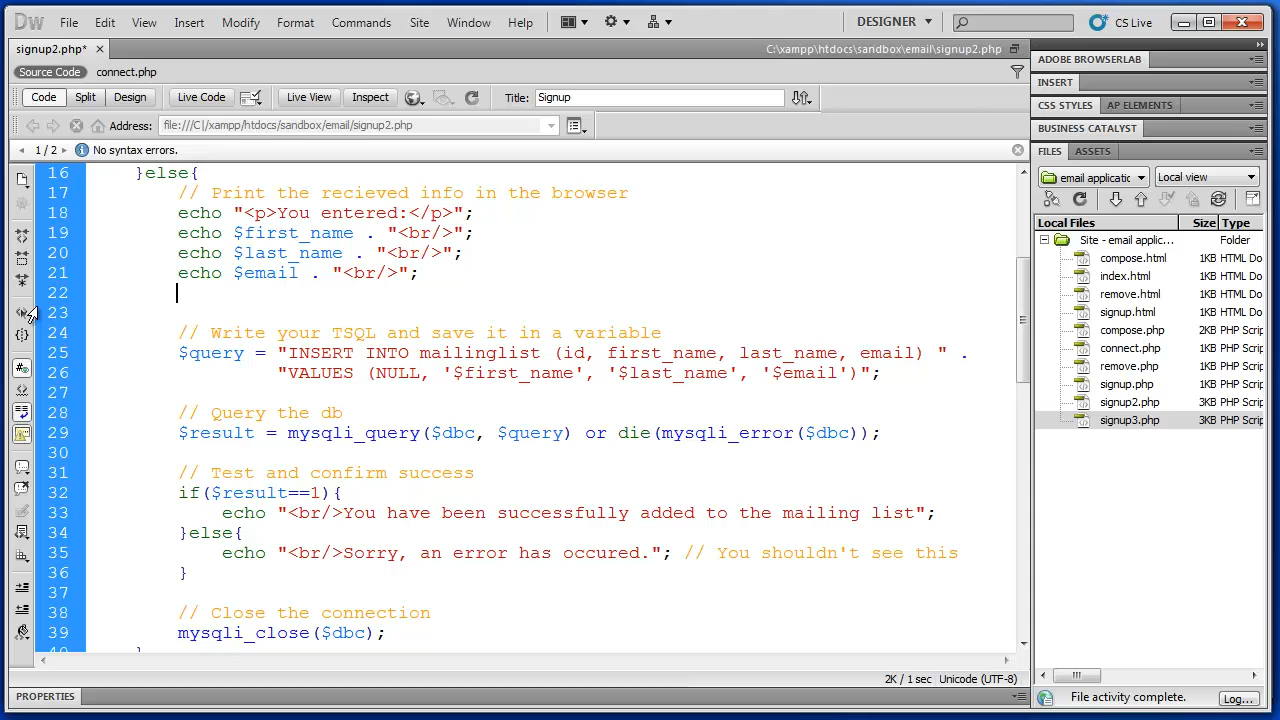 Dw File Edit View Insert Modify Format Commands Site Window Help DESIGNER CS Live
signup2.php* C:\xampp\htdocs\sandbox\email\signup2.php
Source Code connect.php
Code Split Design Live Code Live View Inspect Title: Signup
Address: file:///C|/xampp/htdocs/sandbox/email/signup2.php
1 / 2 No syntax errors.
16 }else{
17 // Print the recieved info in the browser
18 echo "<p>You entered:</p>";
19 echo $first_name . "<br/>";
20 echo $last_name . "<br/>";
21 echo $email . "<br/>";
22
23
24 // Write your TSQL and save it in a variable
25 $query = "INSERT INTO mailinglist (id, first_name, last_name, email) " .
26 "VALUES (NULL, '$first_name', '$last_name', '$email')";
27
28 // Query the db
29 $result = mysqli_query($dbc, $query) or die(mysqli_error($dbc));
30
31 // Test and confirm success
32 if($result==1){
33 echo "<br/>You have been successfully added to the mailing list";
34 }else{
35 echo "<br/>Sorry, an error has occured."; // You shouldn't see this
36 }
37
38 // Close the connection
39 mysqli_close($dbc);
40 }
2K / 1 sec Unicode (UTF-8)
PROPERTIES
ADOBE BROWSERLAB
INSERT
CSS STYLES AP ELEMENTS
BUSINESS CATALYST
FILES ASSETS
email applicatic Local view
Local Files Size Type
Site - email applic... Folder
compose.html 1KB HTML Do
index.html 1KB HTML Do
remove.html 1KB HTML Do
signup.html 1KB HTML Do
compose.php 2KB PHP Scrip
connect.php 1KB PHP Scrip
remove.php 1KB PHP Scrip
signup.php 1KB PHP Scrip
signup2.php 3KB PHP Scrip
signup3.php 3KB PHP Scrip
File activity complete. Log...